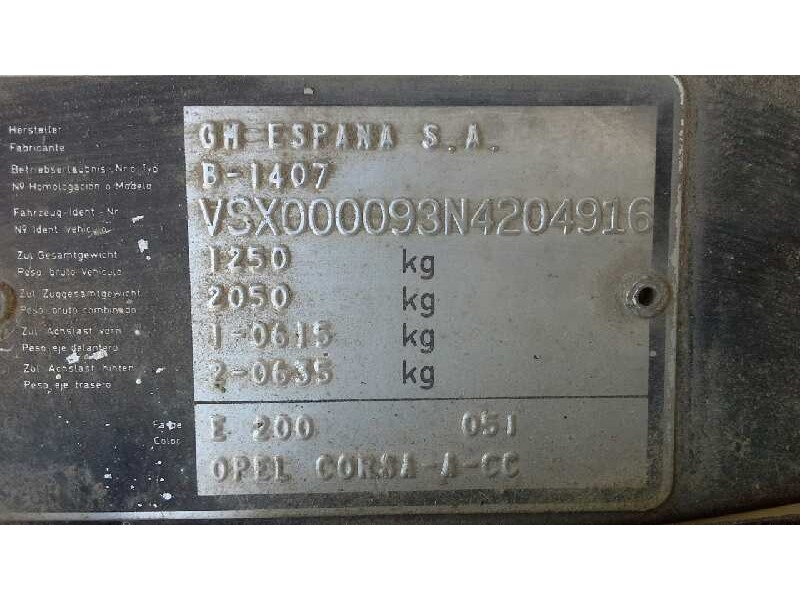 Hersteller
Fabricante
GM ESPANA S.A.
Betriebserlaubnis-Nr.o.Typ
Nº Homologación o Modelo
B-1407
Fahrzeug-Ident-Nr
Nº Ident vehículo
VSX000093N4204916
Zul Gesamtgewicht
Peso bruto vehículo
1250 kg
Zul Zuggesamtgewicht
Peso bruto combinado
2050 kg
Zul Achslast vorn
Peso eje delantero
1-0615 kg
Zul Achslast hinten
Peso eje trasero
2-0635 kg
Farbe
Color
E 200 051
OPEL CORSA-A-CC